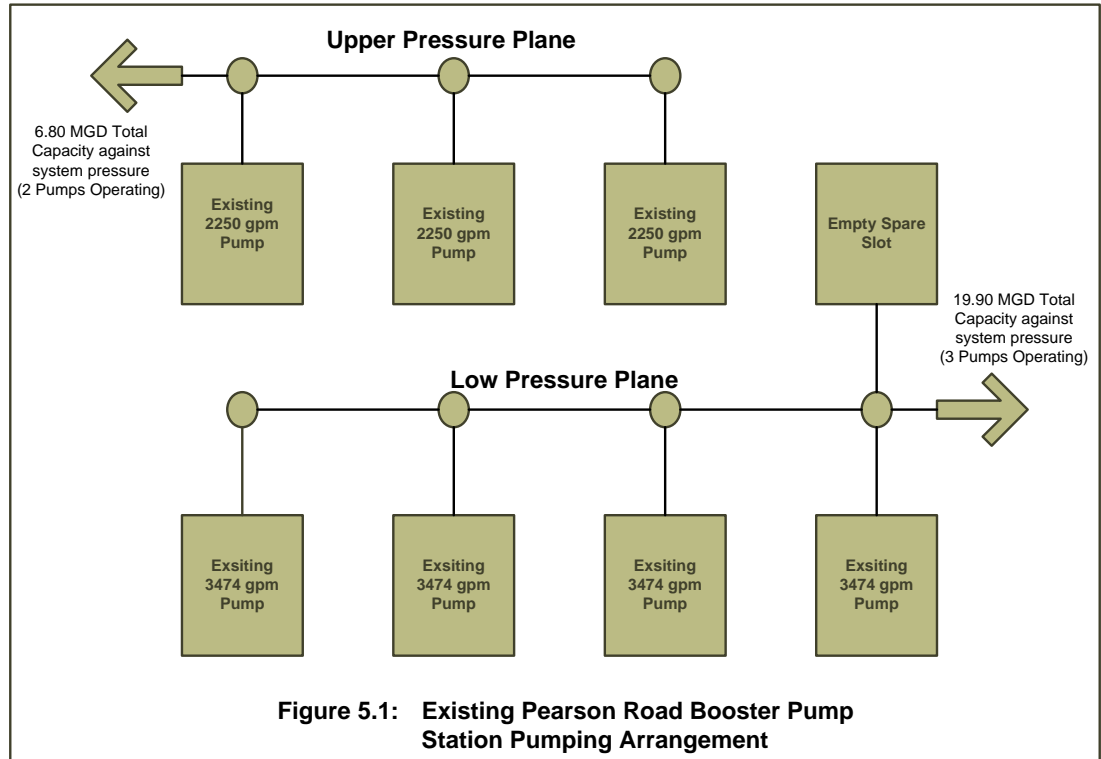 Upper Pressure Plane
6.80 MGD Total
Capacity against
system pressure
(2 Pumps Operating)
Existing
2250 gpm
Pump
Existing
2250 gpm
Pump
Existing
2250 gpm
Pump
Empty Spare
Slot
19.90 MGD Total
Capacity against
system pressure
(3 Pumps Operating)
Low Pressure Plane
Exsiting
3474 gpm
Pump
Exsiting
3474 gpm
Pump
Exsiting
3474 gpm
Pump
Exsiting
3474 gpm
Pump
Figure 5.1: Existing Pearson Road Booster Pump
Station Pumping Arrangement